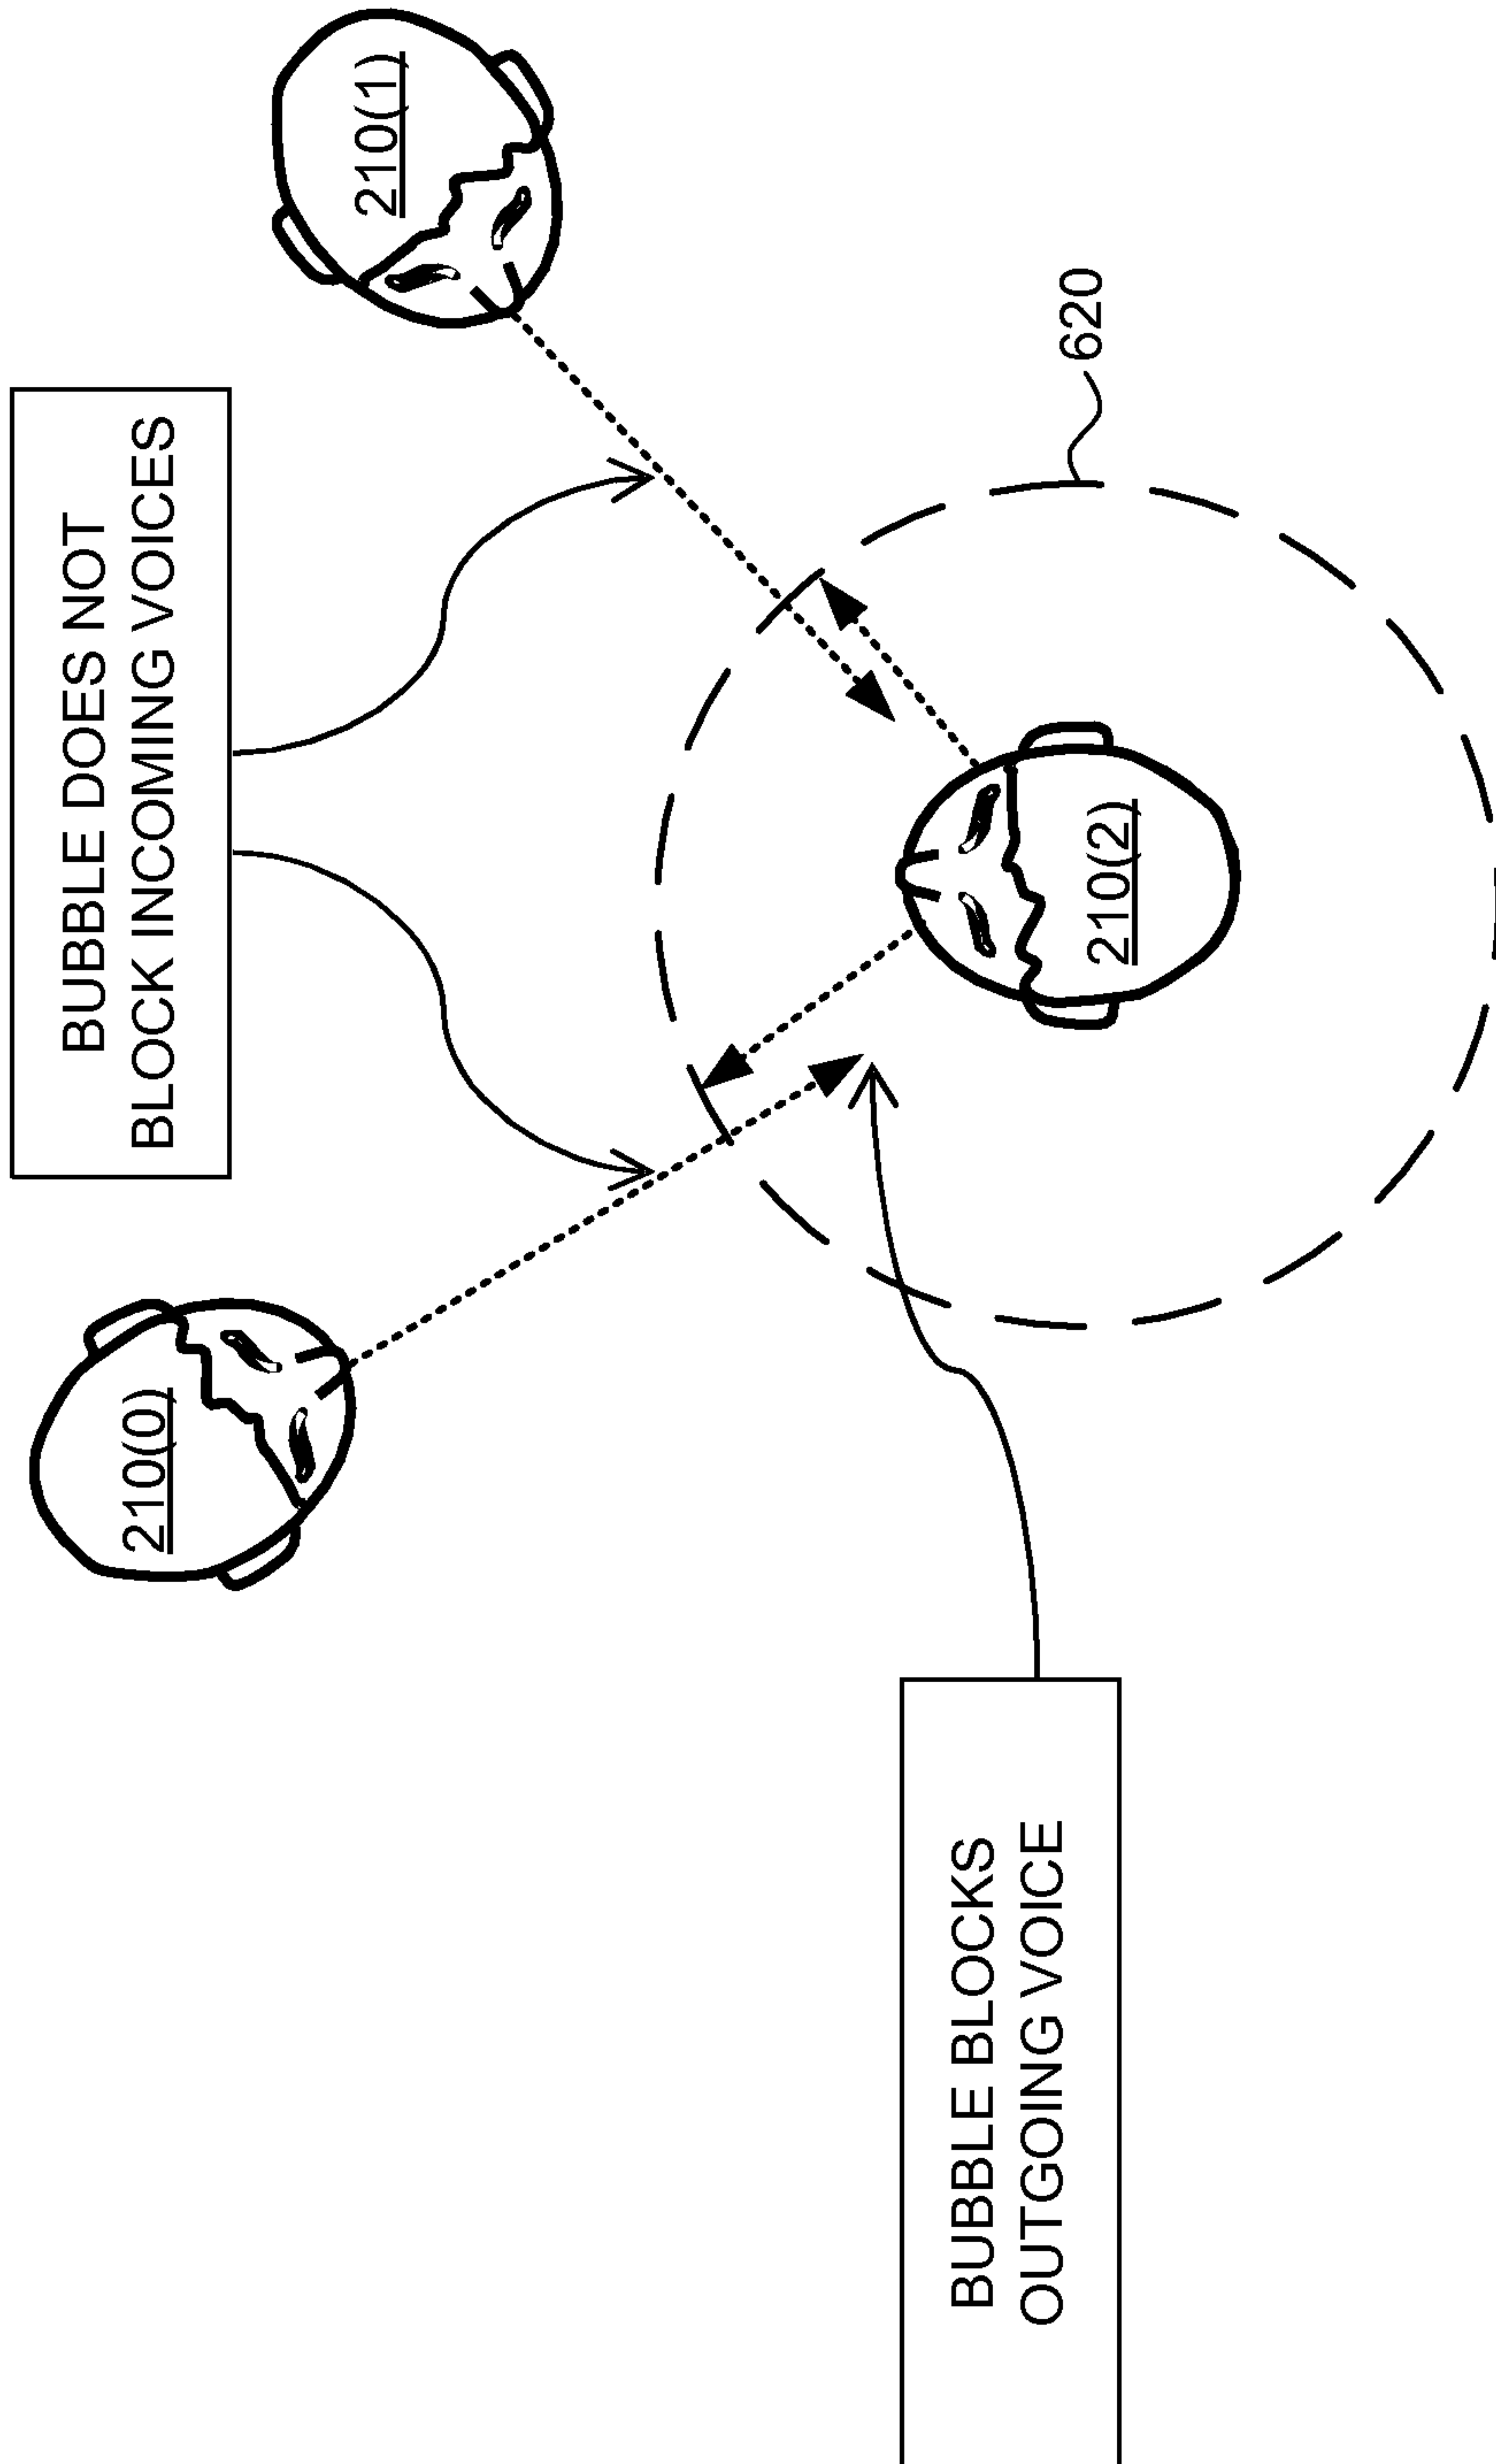 BUBBLE DOES NOT
BLOCK INCOMING VOICES
210(0)
210(1)
620
210(2)
BUBBLE BLOCKS
OUTGOING VOICE